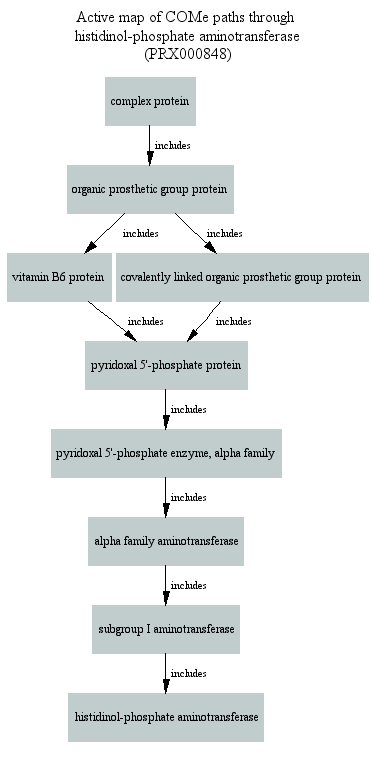 Active map of COMe paths through
histidinol-phosphate aminotransferase
(PRX000848)
complex protein
includes
organic prosthetic group protein
includes
includes
vitamin B6 protein
covalently linked organic prosthetic group protein
includes
includes
pyridoxal 5'-phosphate protein
includes
pyridoxal 5'-phosphate enzyme, alpha family
includes
alpha family aminotransferase
includes
subgroup I aminotransferase
includes
histidinol-phosphate aminotransferase